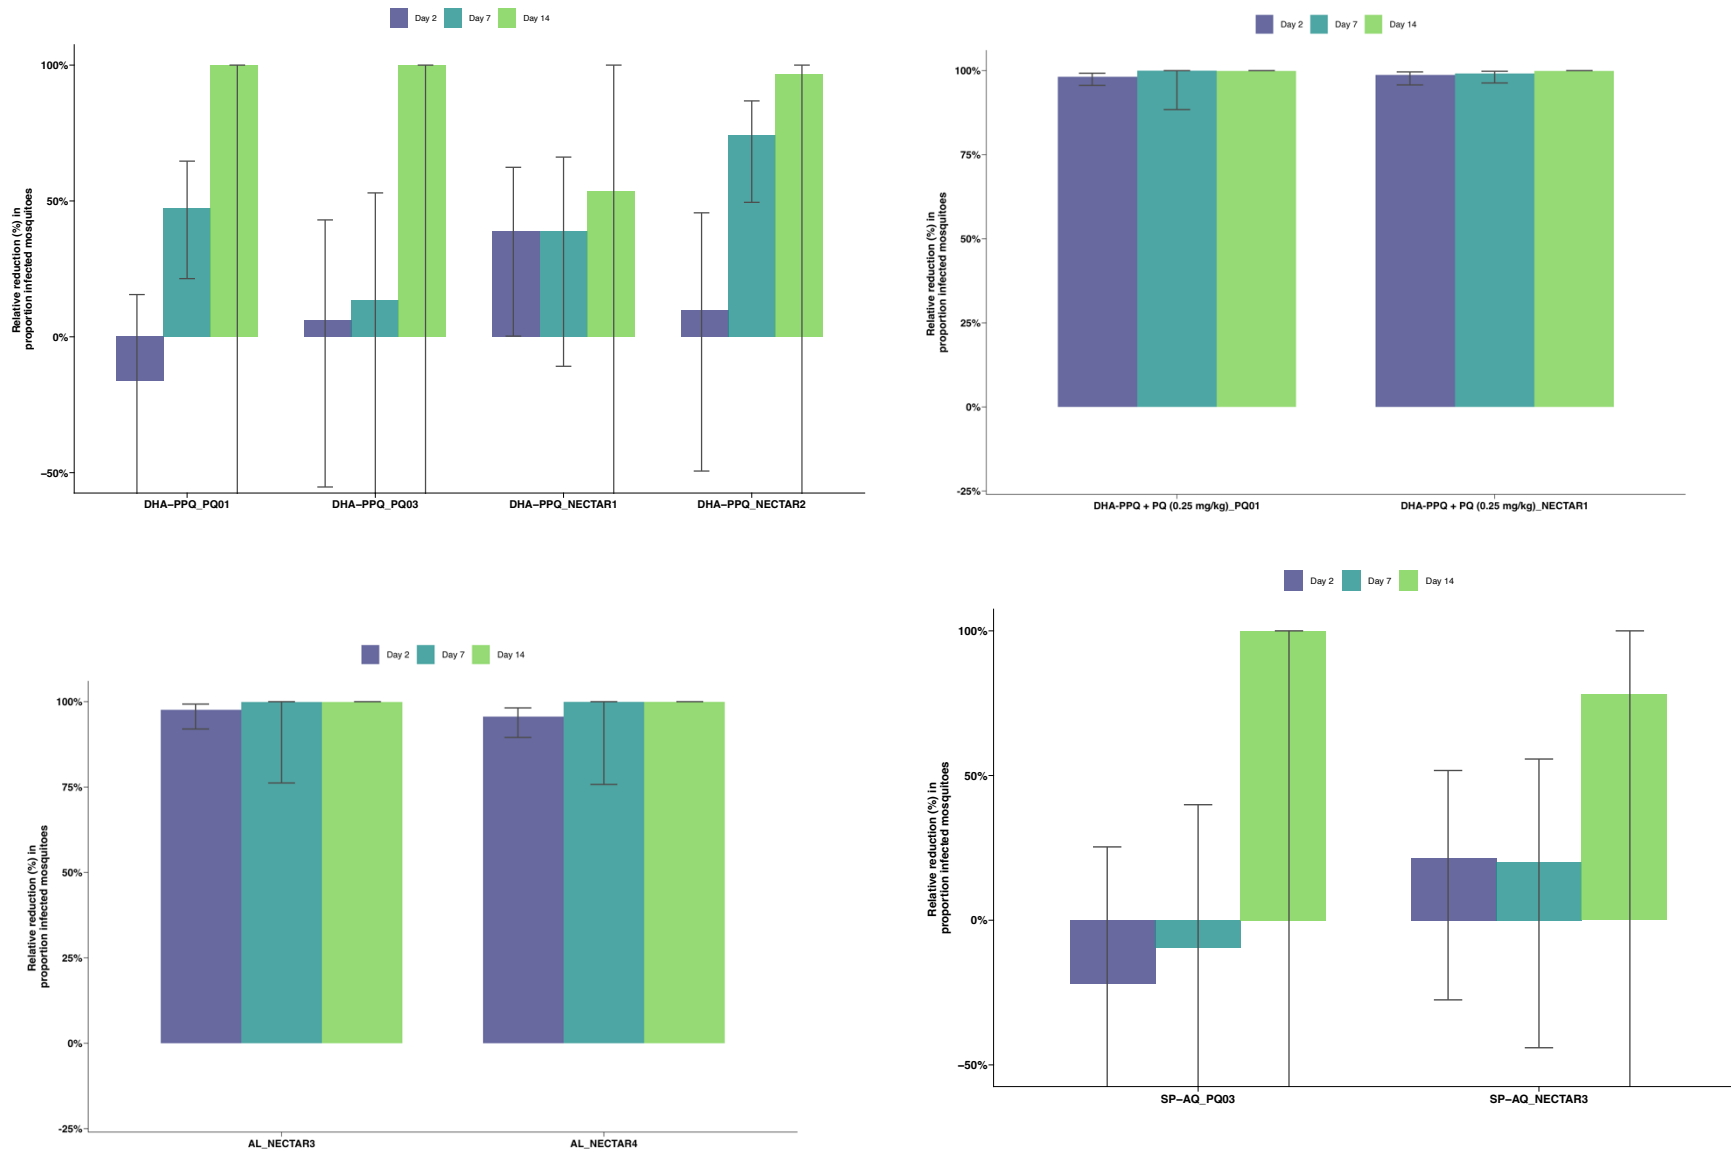 Day 2 Day 7 Day 14
100%
50%
0%
−50%
Relative reduction (%) in
proportion infected mosquitoes
DHA−PPQ_PQ01 DHA−PPQ_PQ03 DHA−PPQ_NECTAR1 DHA−PPQ_NECTAR2
Day 2 Day 7 Day 14
100%
75%
50%
25%
0%
-25%
Relative reduction (%) in
proportion infected mosquitoes
DHA-PPQ + PQ (0.25 mg/kg)_PQ01 DHA-PPQ + PQ (0.25 mg/kg)_NECTAR1
Day 2 Day 7 Day 14
100%
75%
50%
25%
0%
-25%
Relative reduction (%) in
proportion infected mosquitoes
AL_NECTAR3 AL_NECTAR4
Day 2 Day 7 Day 14
100%
50%
0%
−50%
Relative reduction (%) in
proportion infected mosquitoes
SP−AQ_PQ03 SP−AQ_NECTAR3